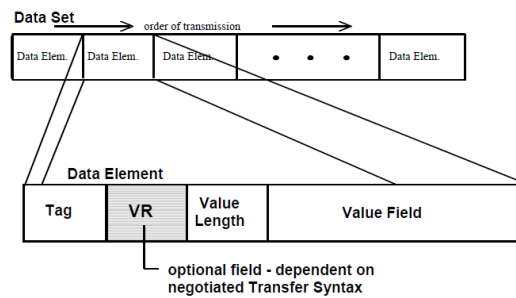 Data Set
order of transmission
Data Elem. Data Elem. Data Elem. • • • Data Elem.
Data Element
Tag VR Value Length Value Field
optional field - dependent on
negotiated Transfer Syntax